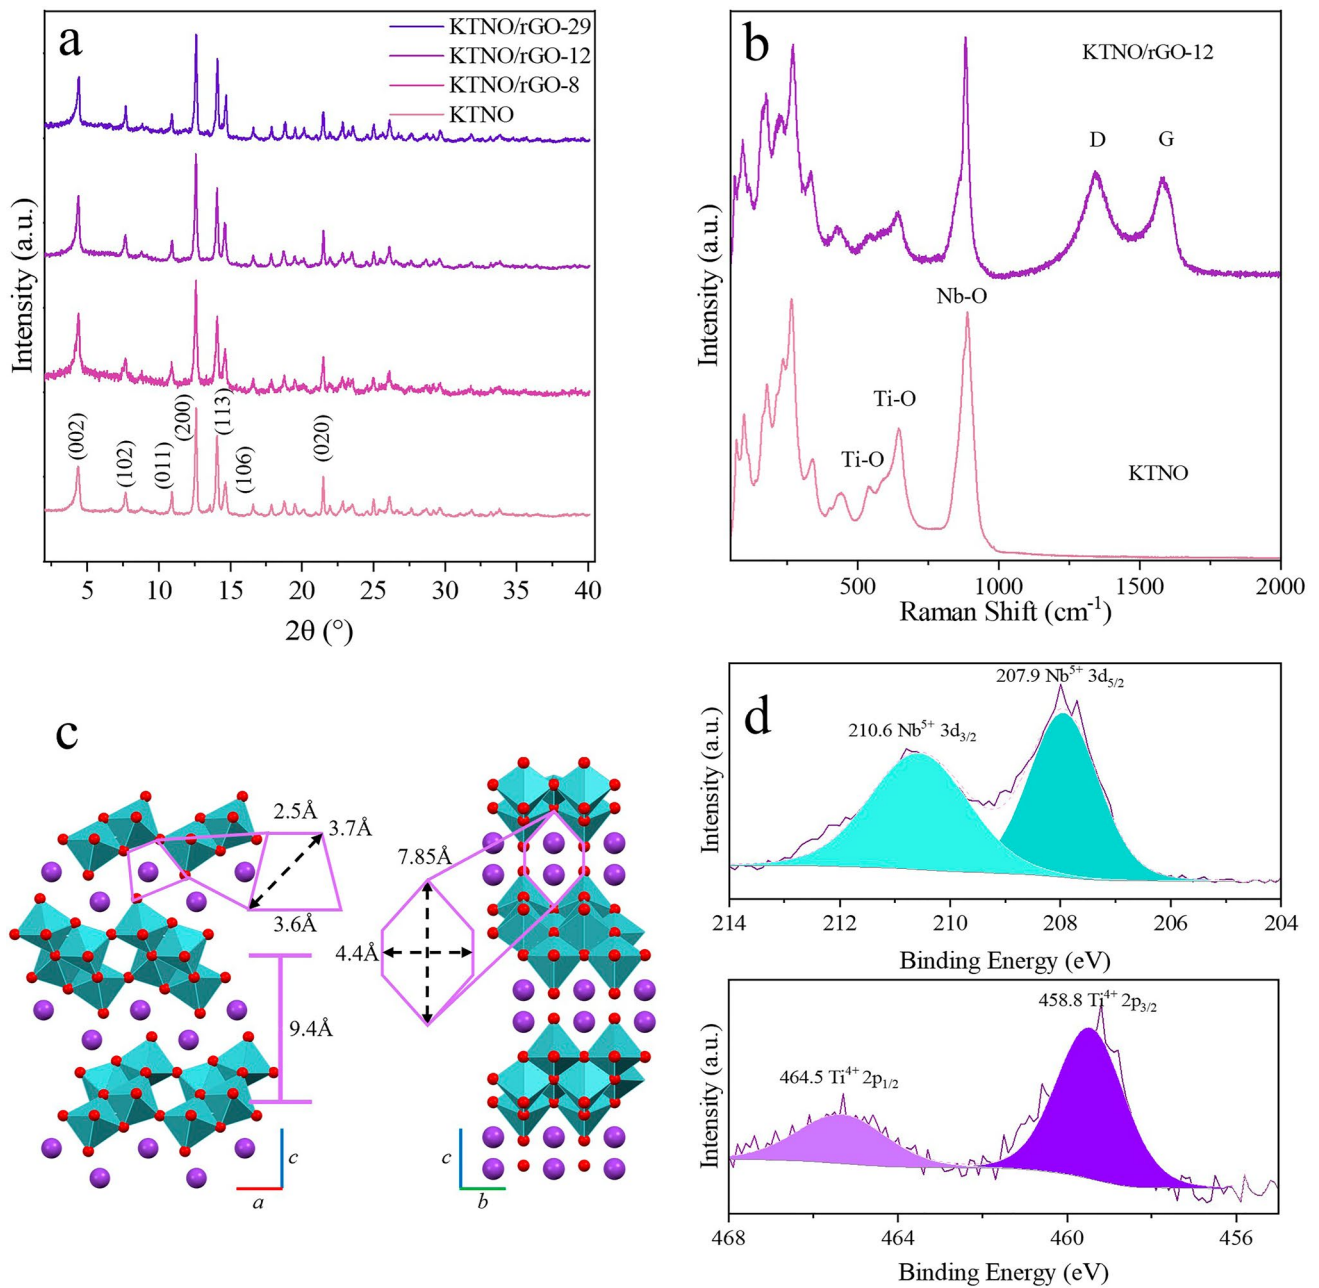 a
KTNO/rGO-29
KTNO/rGO-12
KTNO/rGO-8
KTNO
Intensity (a.u.)
(002)
(102)
(011)
(200)
(113)
(106)
(020)
5 10 15 20 25 30 35 40
2θ (°)
b
KTNO/rGO-12
D
G
Nb-O
Ti-O
Ti-O
KTNO
Intensity (a.u.)
500 1000 1500 2000
Raman Shift (cm⁻¹)
c
2.5Å
3.7Å
3.6Å
9.4Å
7.85Å
4.4Å
c
a
c
b
d
207.9 Nb⁵⁺ 3d₅/₂
210.6 Nb⁵⁺ 3d₃/₂
Intensity (a.u.)
214 212 210 208 206 204
Binding Energy (eV)
458.8 Ti⁴⁺ 2p₃/₂
464.5 Ti⁴⁺ 2p₁/₂
Intensity (a.u.)
468 464 460 456
Binding Energy (eV)